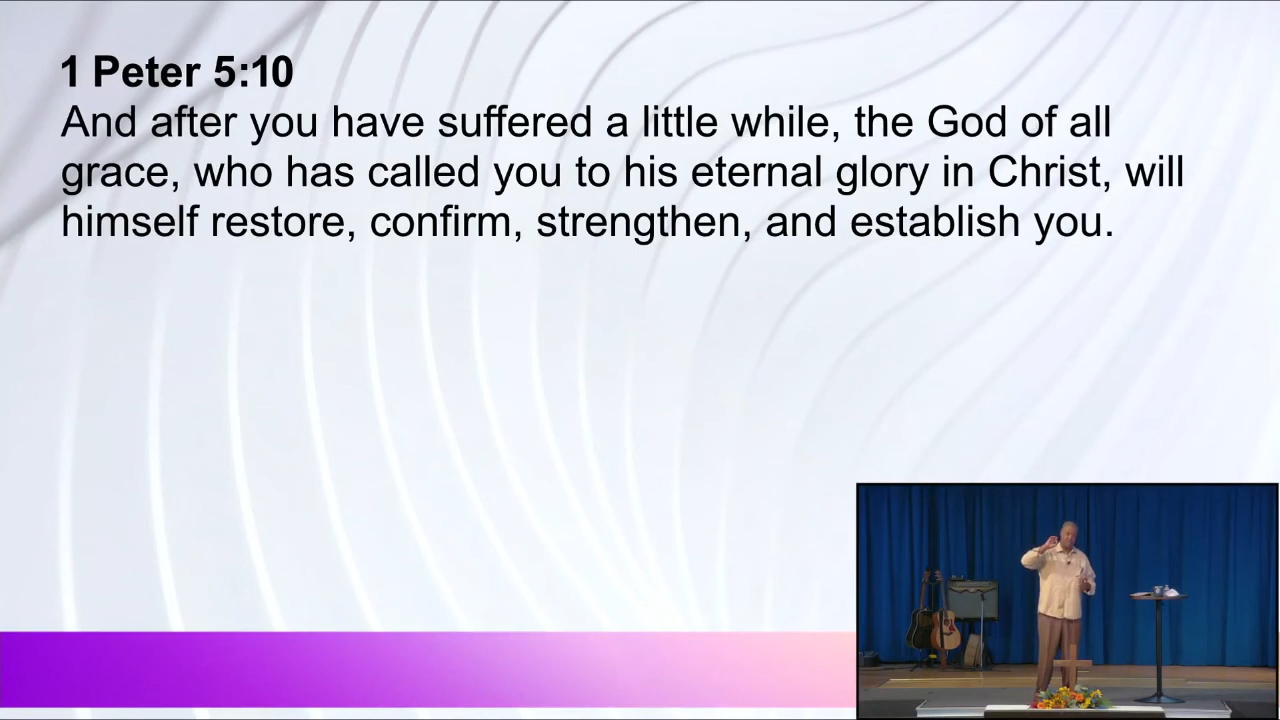 1 Peter 5:10
And after you have suffered a little while, the God of all
grace, who has called you to his eternal glory in Christ, will
himself restore, confirm, strengthen, and establish you.